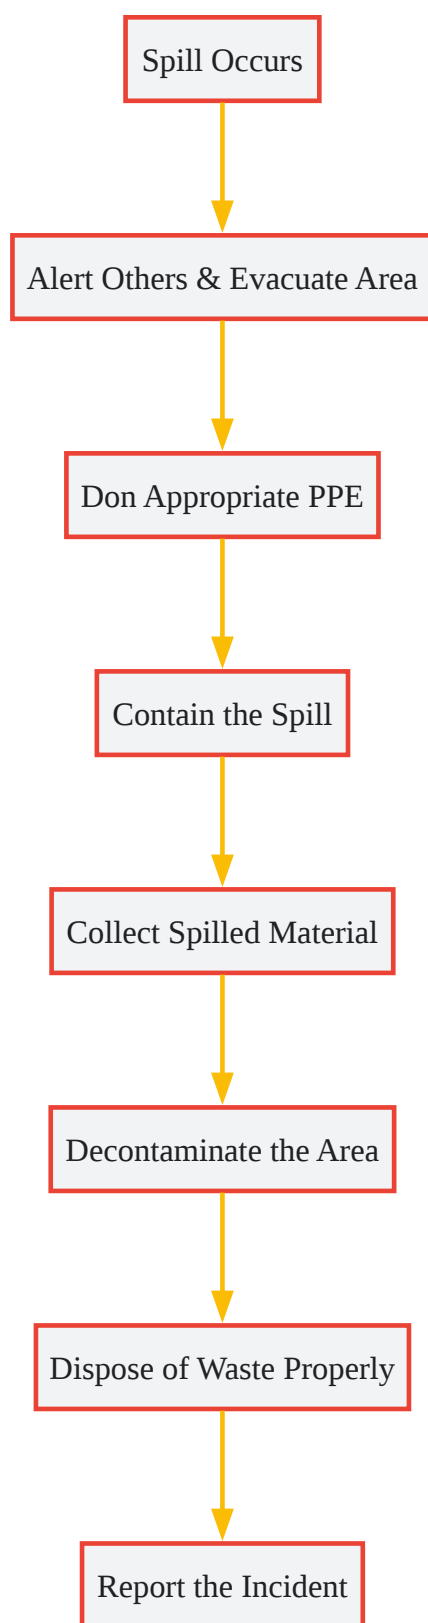 Spill Occurs
Alert Others & Evacuate Area
Don Appropriate PPE
Contain the Spill
Collect Spilled Material
Decontaminate the Area
Dispose of Waste Properly
Report the Incident